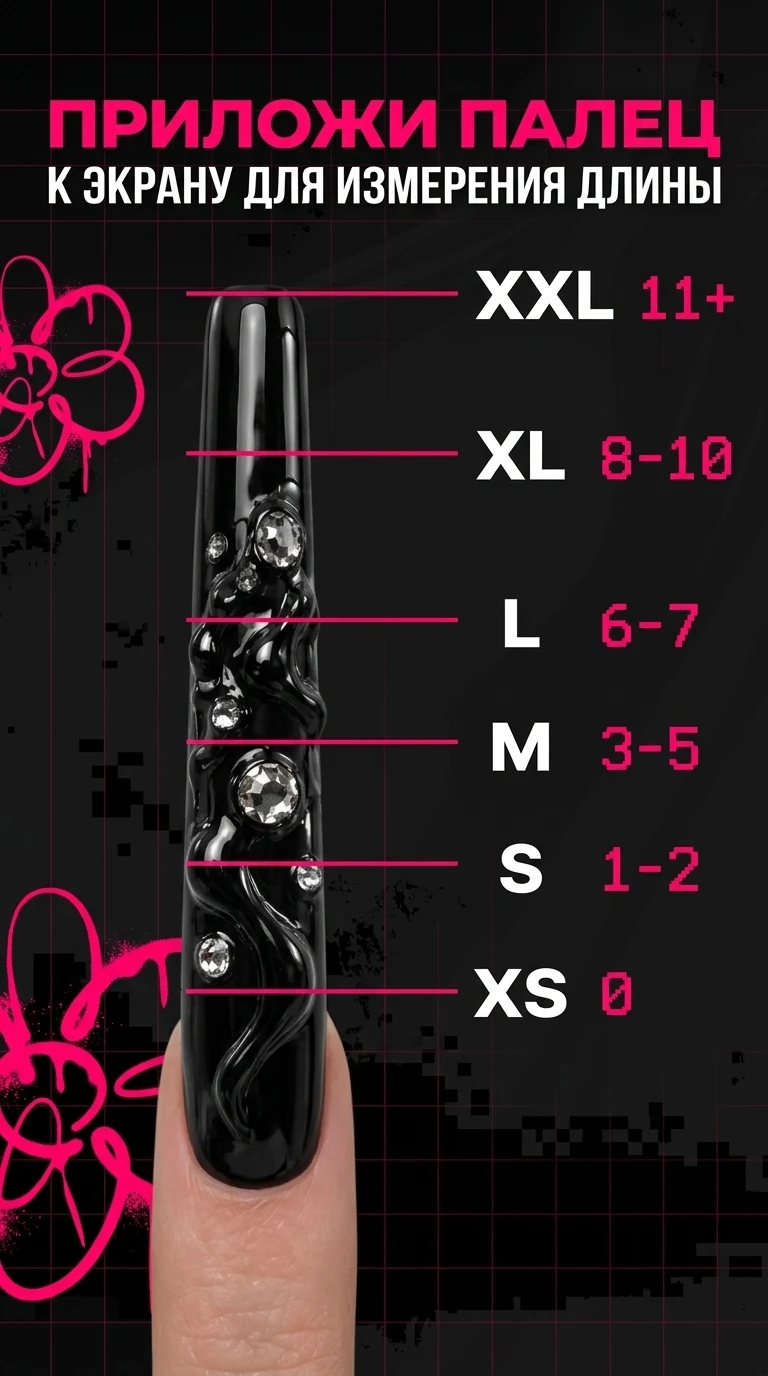 ПРИЛОЖИ ПАЛЕЦ
К ЭКРАНУ ДЛЯ ИЗМЕРЕНИЯ ДЛИНЫ
XXL 11+
XL 8-10
L 6-7
M 3-5
S 1-2
XS 0